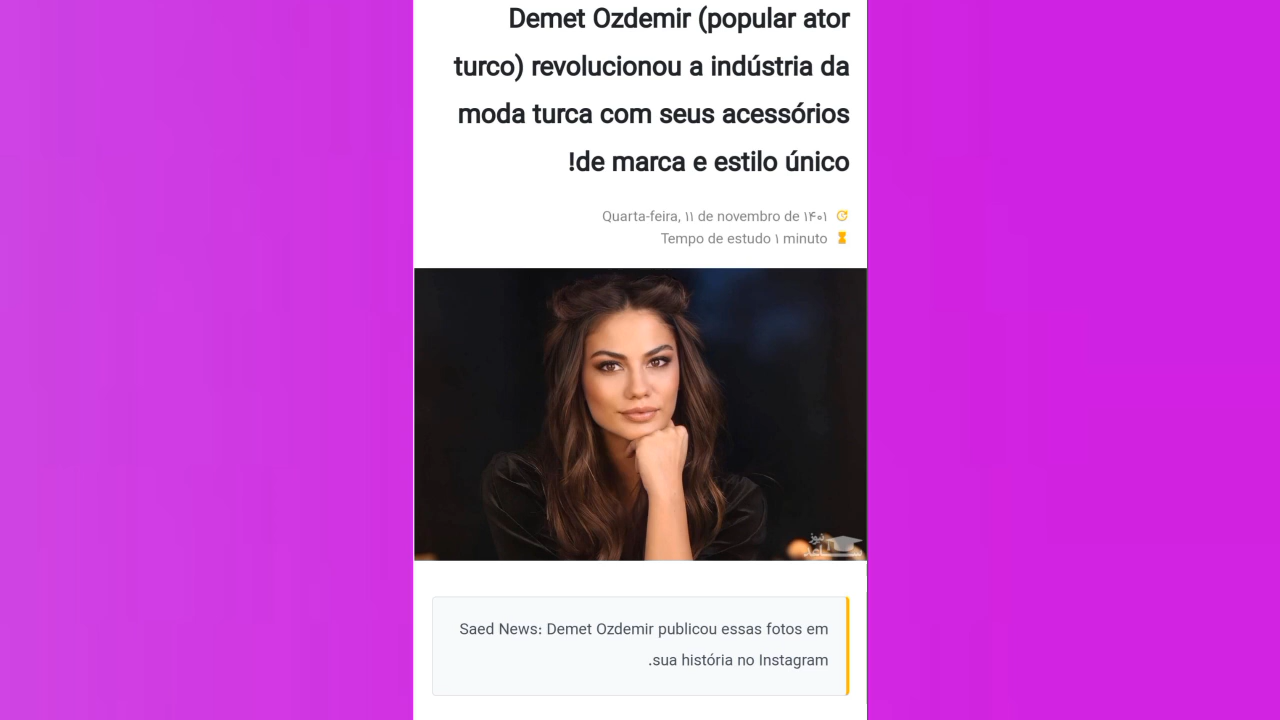 Demet Ozdemir (popular ator
turco) revolucionou a indústria da
moda turca com seus acessórios
!de marca e estilo único
Quarta-feira, ۱۱ de novembro de ۱۴۰۱
Tempo de estudo ۱ minuto
نیوز
ساعد
Saed News: Demet Ozdemir publicou essas fotos em
.sua história no Instagram